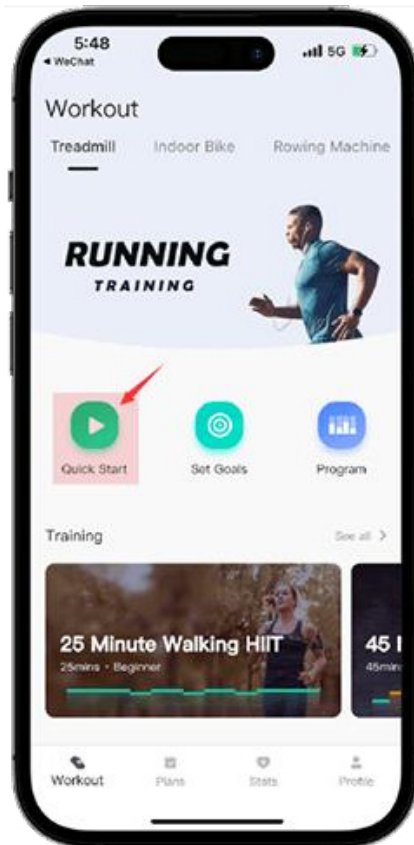 5:48
5G
◀ WeChat
Workout
Treadmill Indoor Bike Rowing Machine
RUNNING
TRAINING
Quick Start Set Goals Program
Training See all >
25 Minute Walking HIIT
25mins • Beginner
45
45min
Workout Plans Stats Profile